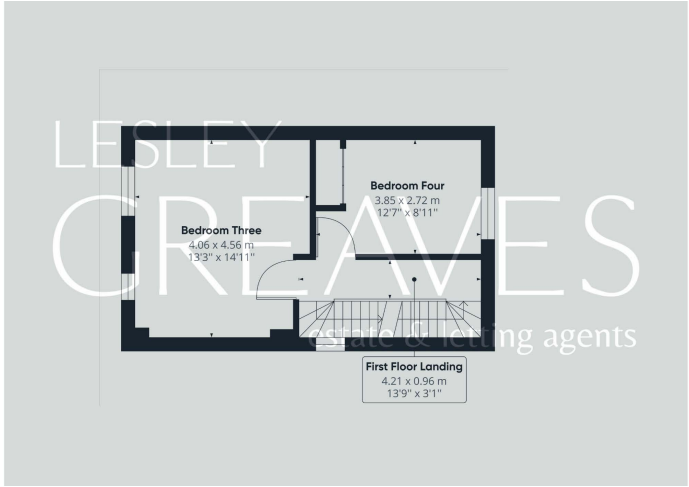 LESLEY
GREAVES
estate & letting agents
Bedroom Three
4.06 x 4.56 m
13'3" x 14'11"
Bedroom Four
3.85 x 2.72 m
12'7" x 8'11"
First Floor Landing
4.21 x 0.96 m
13'9" x 3'1"